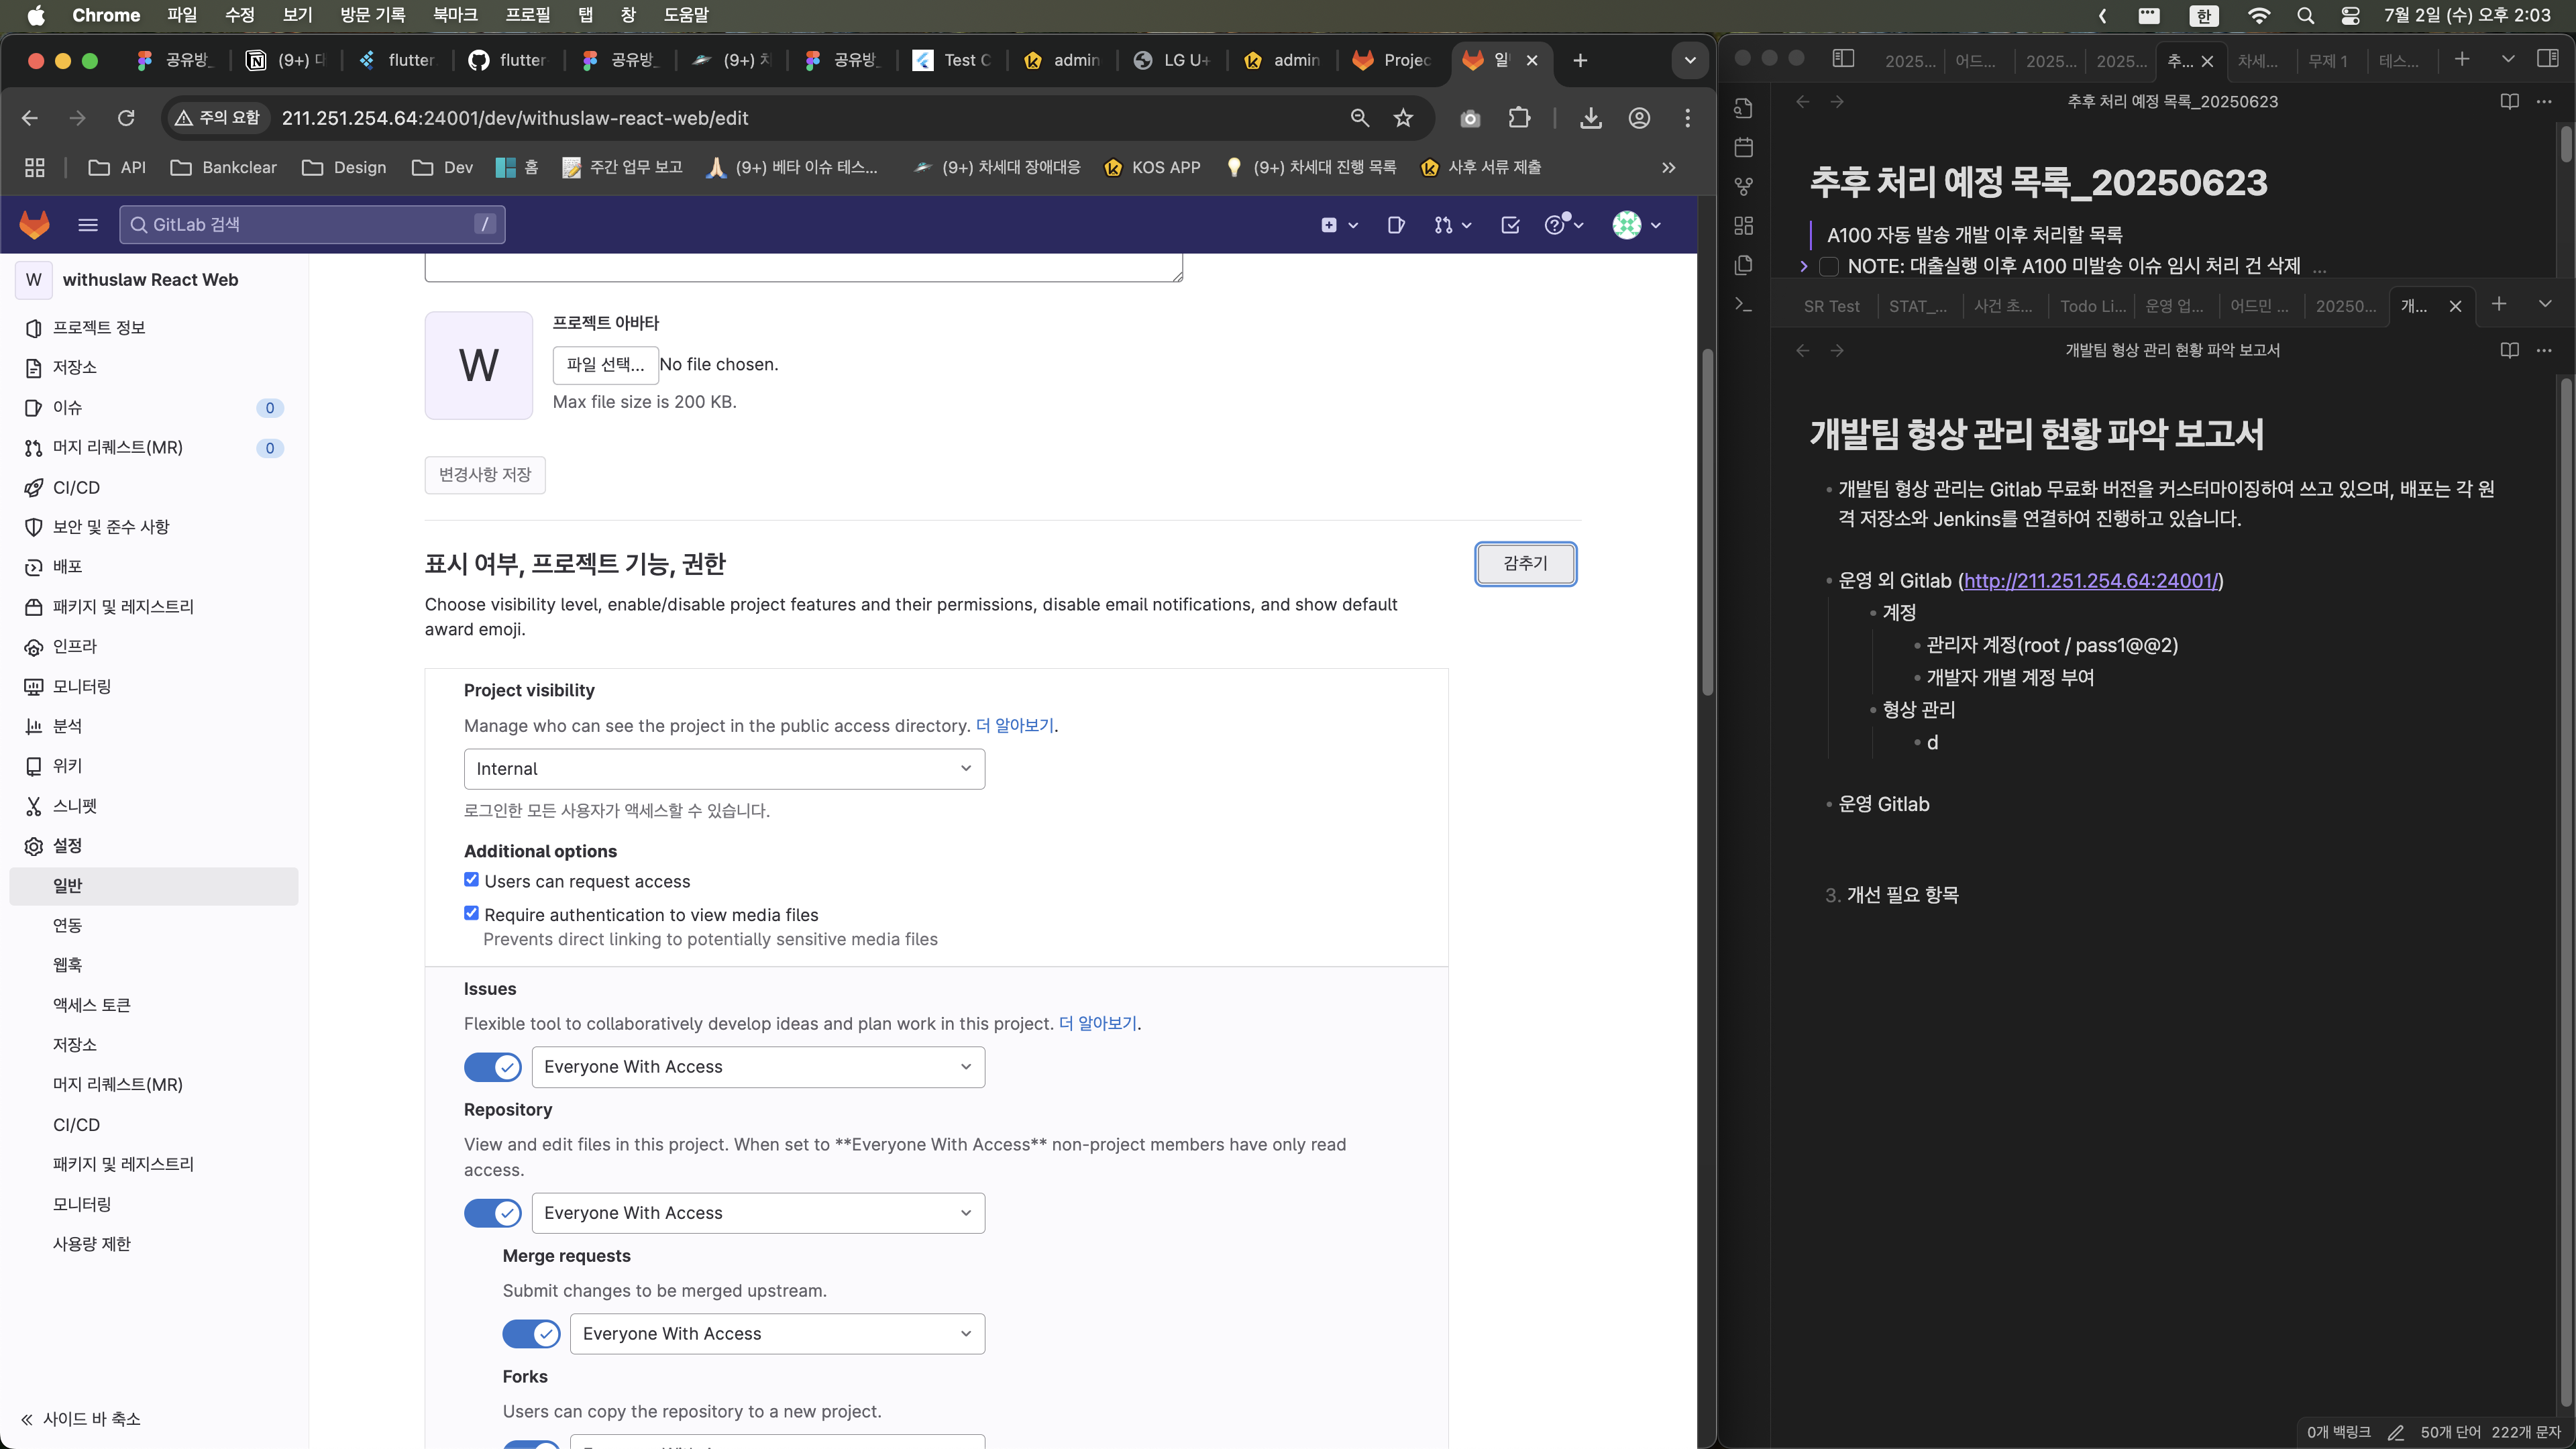 Chrome 파일 수정 보기 방문 기록 북마크 프로필 탭 창 도움말
한 7월 2일 (수) 오후 2:03
공유방_ (9+) flutter flutter 공유방_ (9+) 공유방_ Test C admin LG U+ admin Projec 일
주의 요함 211.251.254.64:24001/dev/withuslaw-react-web/edit
API Bankclear Design Dev 홈 주간 업무 보고 (9+) 베타 이슈 테스... (9+) 차세대 장애대응 KOS APP (9+) 차세대 진행 목록 사후 서류 제출
GitLab 검색 /
W withuslaw React Web
프로젝트 정보
저장소
이슈 0
머지 리퀘스트(MR) 0
CI/CD
보안 및 준수 사항
배포
패키지 및 레지스트리
인프라
모니터링
분석
위키
스니펫
설정
일반
연동
웹훅
액세스 토큰
저장소
머지 리퀘스트(MR)
CI/CD
패키지 및 레지스트리
모니터링
사용량 제한
사이드 바 축소
W
프로젝트 아바타
파일 선택... No file chosen.
Max file size is 200 KB.
변경사항 저장
표시 여부, 프로젝트 기능, 권한
감추기
Choose visibility level, enable/disable project features and their permissions, disable email notifications, and show default
award emoji.
Project visibility
Manage who can see the project in the public access directory. 더 알아보기.
Internal
로그인한 모든 사용자가 액세스할 수 있습니다.
Additional options
Users can request access
Require authentication to view media files
Prevents direct linking to potentially sensitive media files
Issues
Flexible tool to collaboratively develop ideas and plan work in this project. 더 알아보기.
Everyone With Access
Repository
View and edit files in this project. When set to **Everyone With Access** non-project members have only read
access.
Everyone With Access
Merge requests
Submit changes to be merged upstream.
Everyone With Access
Forks
Users can copy the repository to a new project.
2025... 어드... 2025... 2025... 추... 차세... 무제 1 테스...
추후 처리 예정 목록_20250623
추후 처리 예정 목록_20250623
A100 자동 발송 개발 이후 처리할 목록
NOTE: 대출실행 이후 A100 미발송 이슈 임시 처리 건 삭제 ...
SR Test STAT_... 사건 초... Todo Li... 운영 업... 어드민 ... 20250... 개...
개발팀 형상 관리 현황 파악 보고서
개발팀 형상 관리 현황 파악 보고서
• 개발팀 형상 관리는 Gitlab 무료화 버전을 커스터마이징하여 쓰고 있으며, 배포는 각 원
격 저장소와 Jenkins를 연결하여 진행하고 있습니다.
• 운영 외 Gitlab (http://211.251.254.64:24001/)
• 계정
• 관리자 계정(root / pass1@@2)
• 개발자 개별 계정 부여
• 형상 관리
• d
• 운영 Gitlab
3. 개선 필요 항목
0개 백링크 50개 단어 222개 문자